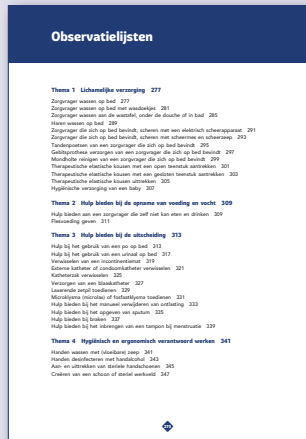 Observatielijsten
Thema 1 Lichamelijke verzorging 277
Zorgvrager wassen op bed 277
Zorgvrager wassen op bed met wasdoekjes 281
Zorgvrager wassen aan de wastafel, onder de douche of in bad 285
Haren wassen op bed 289
Zorgvrager die zich op bed bevindt, scheren met een elektrisch scheerapparaat 291
Zorgvrager die zich op bed bevindt, scheren met scheermes en scheerzeep 293
Tandenpoetsen van een zorgvrager die zich op bed bevindt 295
Gebitsprothese verzorgen van een zorgvrager die zich op bed bevindt 297
Mondholte reinigen van een zorgvrager die zich op bed bevindt 299
Therapeutische elastische kousen met een open teenstuk aantrekken 301
Therapeutische elastische kousen met een gesloten teenstuk aantrekken 303
Therapeutische elastische kousen uittrekken 305
Hygiënische verzorging van een baby 307
Thema 2 Hulp bieden bij de opname van voeding en vocht 309
Hulp bieden aan een zorgvrager die zelf niet kan eten en drinken 309
Flesvoeding geven 311
Thema 3 Hulp bieden bij de uitscheiding 313
Hulp bij het gebruik van een po op bed 313
Hulp bij het gebruik van een urinaal op bed 317
Verwisselen van een incontinentiemat 319
Externe katheter of condoomkatheter verwisselen 321
Katheterzak verwisselen 325
Verzorgen van een blaaskatheter 327
Laxerende zetpil toedienen 329
Microklysma (microlax) of fosfaatklysma toedienen 331
Hulp bieden bij het manueel verwijderen van ontlasting 333
Hulp bieden bij het opgeven van sputum 335
Hulp bieden bij braken 337
Hulp bieden bij het inbrengen van een tampon bij menstruatie 339
Thema 4 Hygiënisch en ergonomisch verantwoord werken 341
Handen wassen met (vloeibare) zeep 341
Handen desinfecteren met handalcohol 343
Aan- en uittrekken van steriele handschoenen 345
Creëren van een schoon of steriel werkveld 347